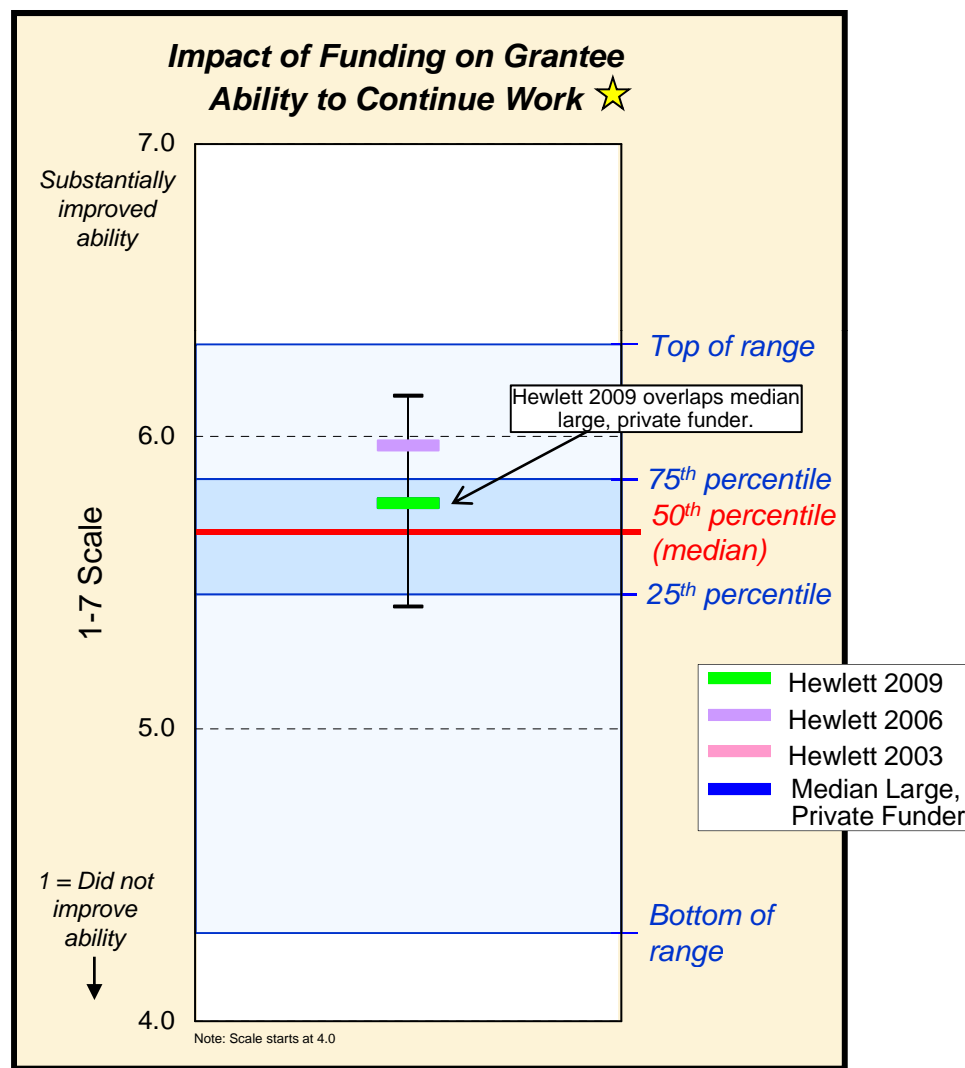 Impact of Funding on Grantee
Ability to Continue Work
7.0
Substantially
improved
ability
Top of range
Hewlett 2009 overlaps median
large, private funder.
6.0
75th percentile
50th percentile
(median)
1-7 Scale
25th percentile
Hewlett 2009
Hewlett 2006
5.0
Hewlett 2003
Median Large,
Private Funder
1 = Did not
improve
ability
Bottom of
range
4.0
Note: Scale starts at 4.0